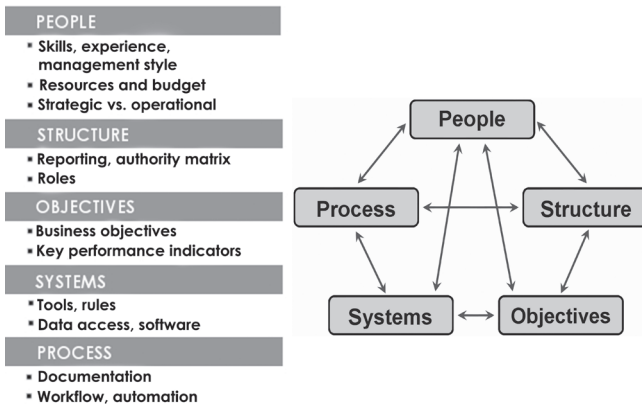 PEOPLE
▪ Skills, experience,
management style
▪ Resources and budget
▪ Strategic vs. operational
STRUCTURE
▪ Reporting, authority matrix
▪ Roles
OBJECTIVES
▪ Business objectives
▪ Key performance indicators
SYSTEMS
▪ Tools, rules
▪ Data access, software
PROCESS
▪ Documentation
▪ Workflow, automation
People
Process
Structure
Systems
Objectives